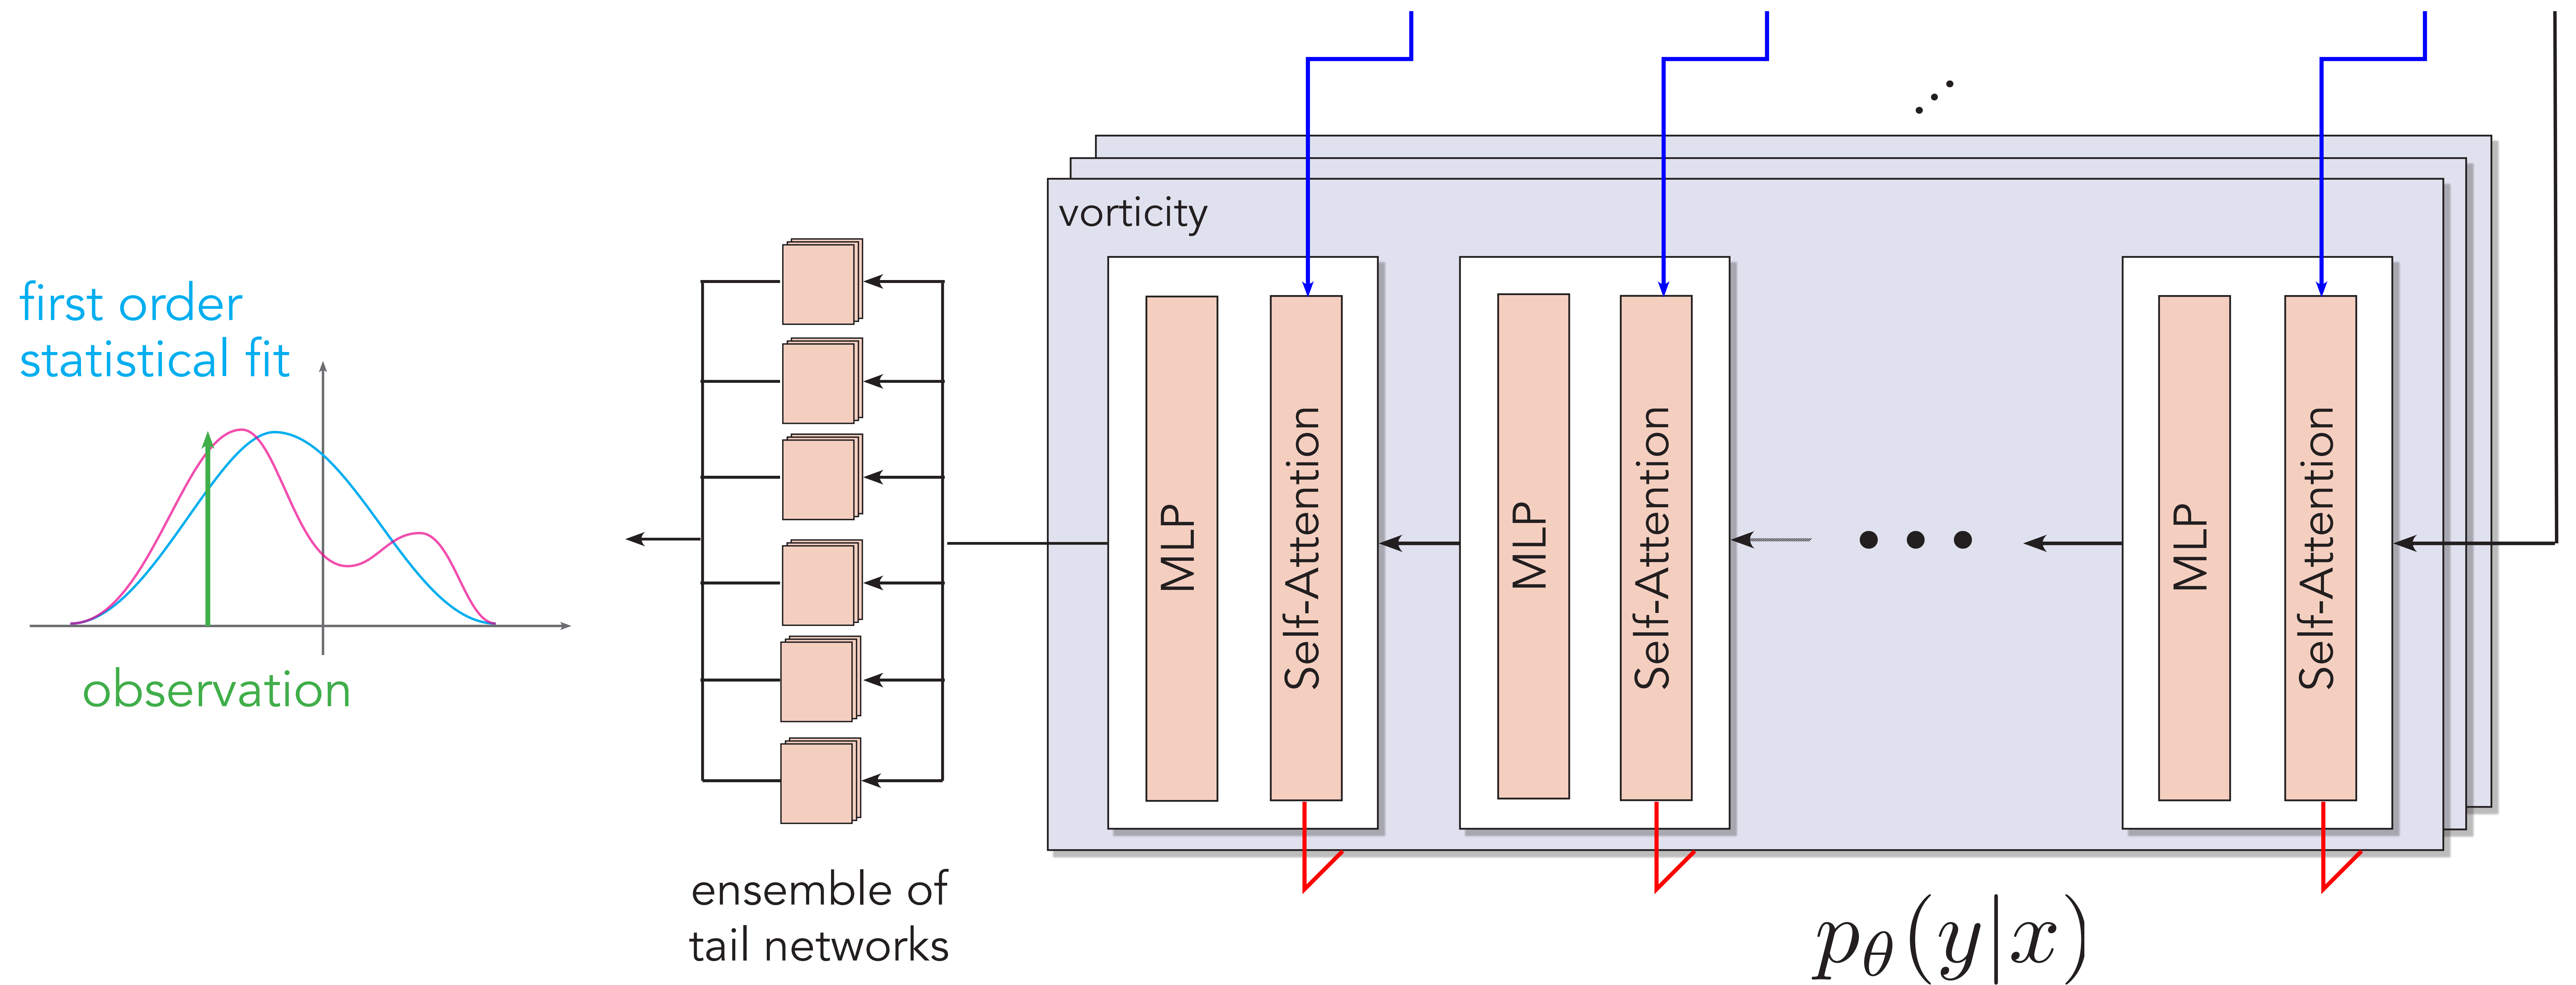 vorticity
first order
statistical fit
observation
MLP
Self-Attention
MLP
Self-Attention
MLP
Self-Attention
ensemble of
tail networks
pθ(y|x)